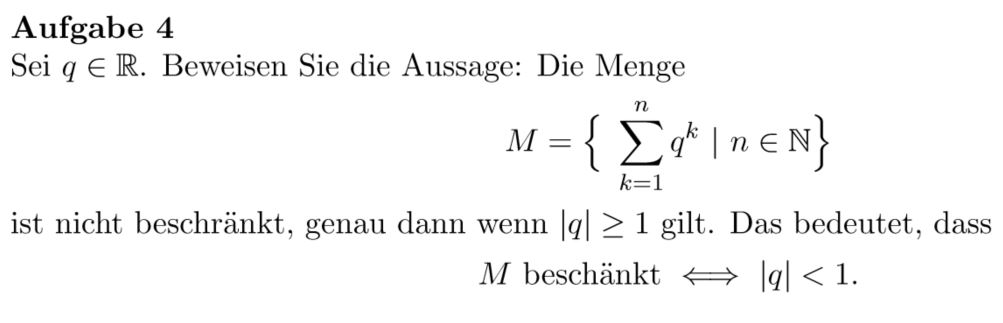 Aufgabe 4
Sei q ∈ ℝ. Beweisen Sie die Aussage: Die Menge
M = { ∑_{k=1}^{n} q^k | n ∈ ℕ }
ist nicht beschränkt, genau dann wenn |q| ≥ 1 gilt. Das bedeutet, dass
M beschänkt ⟺ |q| < 1.